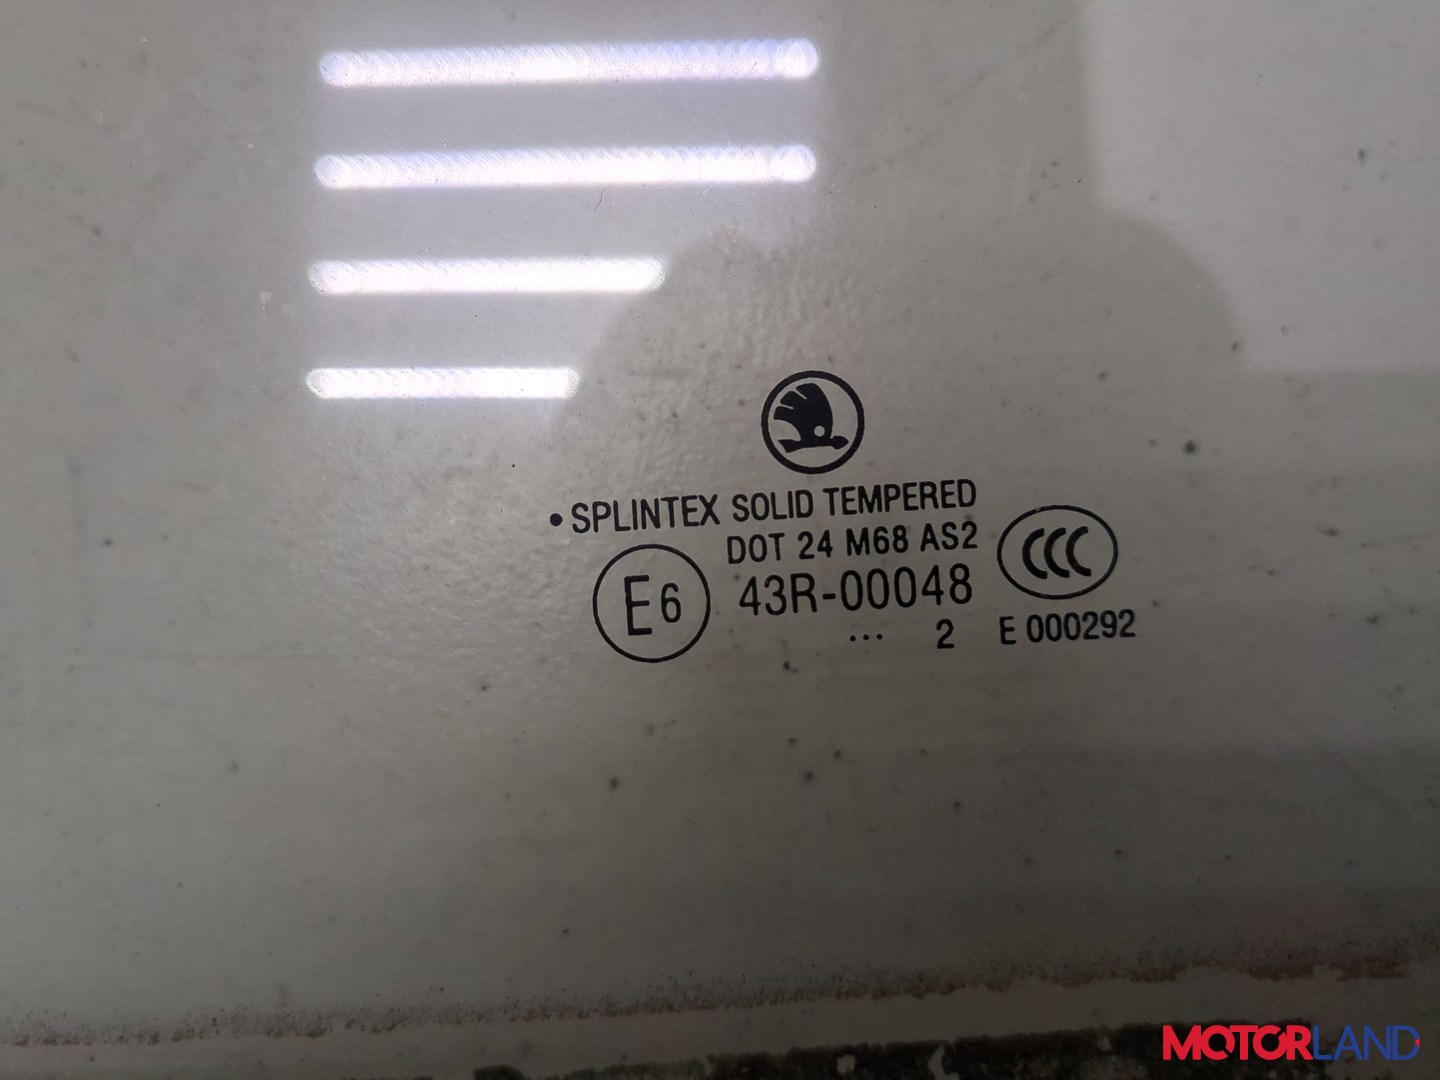 • SPLINTEX SOLID TEMPERED
DOT 24 M68 AS2
CCC
E6 43R-00048
... 2 E 000292
MOTORLAND